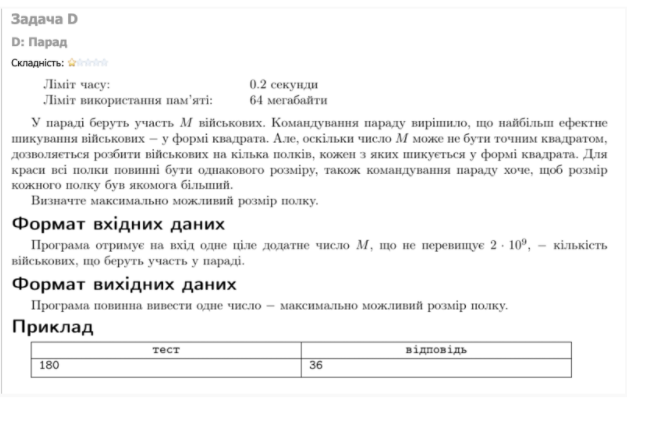 Задача D
D: Парад
Складність:
Ліміт часу: 0.2 секунди
Ліміт використання пам'яті: 64 мегабайти
У параді беруть участь M військових. Командування параду вирішило, що найбільш ефектне
шикування військових – у формі квадрата. Але, оскільки число M може не бути точним квадратом,
дозволяється розбити військових на кілька полків, кожен з яких шикується у формі квадрата. Для
краси всі полки повинні бути однакового розміру, також командування параду хоче, щоб розмір
кожного полку був якомога більший.
Визначте максимально можливий розмір полку.
Формат вхідних даних
Програма отримує на вхід одне ціле додатне число M, що не перевищує 2 · 10⁹, – кількість
військових, що беруть участь у параді.
Формат вихідних даних
Програма повинна вивести одне число – максимально можливий розмір полку.
Приклад
тест відповідь
180 36